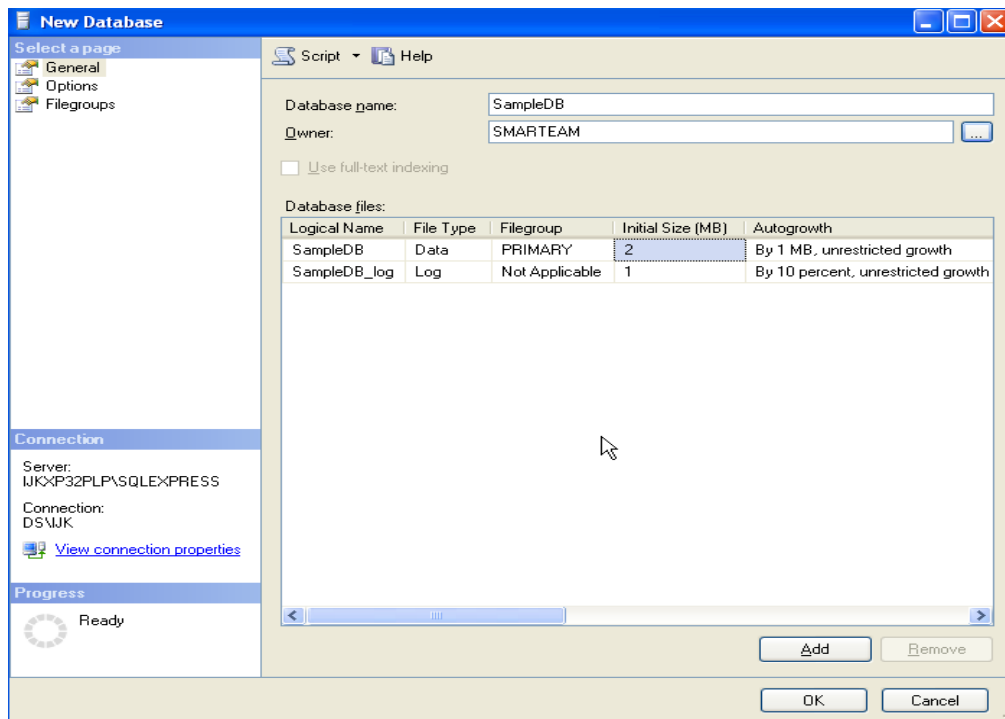 New Database
Select a page
General
Options
Filegroups
Script Help
Database name: SampleDB
Owner: SMARTEAM ...
Use full-text indexing
Database files:
Logical Name File Type Filegroup Initial Size (MB) Autogrowth
SampleDB Data PRIMARY 2 By 1 MB, unrestricted growth
SampleDB_log Log Not Applicable 1 By 10 percent, unrestricted growth
Connection
Server:
IJKXP32PLP\SQLEXPRESS
Connection:
DS\IJK
View connection properties
Progress
Ready
Add Remove
OK Cancel